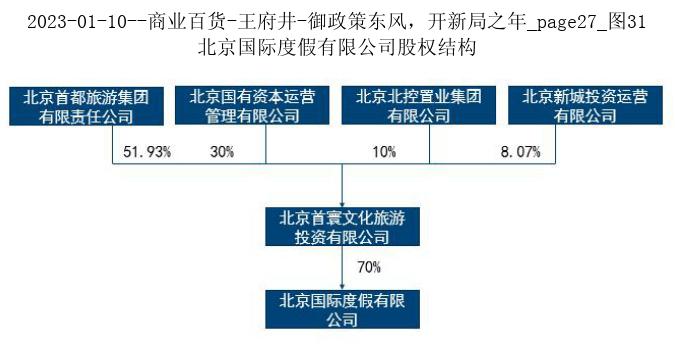 2023-01-10--商业百货-王府井-御政策东风，开新局之年_page27_图31
北京国际度假有限公司股权结构
北京首都旅游集团
有限责任公司
北京国有资本运营
管理有限公司
北京北控置业集团
有限公司
北京新城投资运营
有限公司
51.93%
30%
10%
8.07%
北京首寰文化旅游
投资有限公司
70%
北京国际度假有限
公司